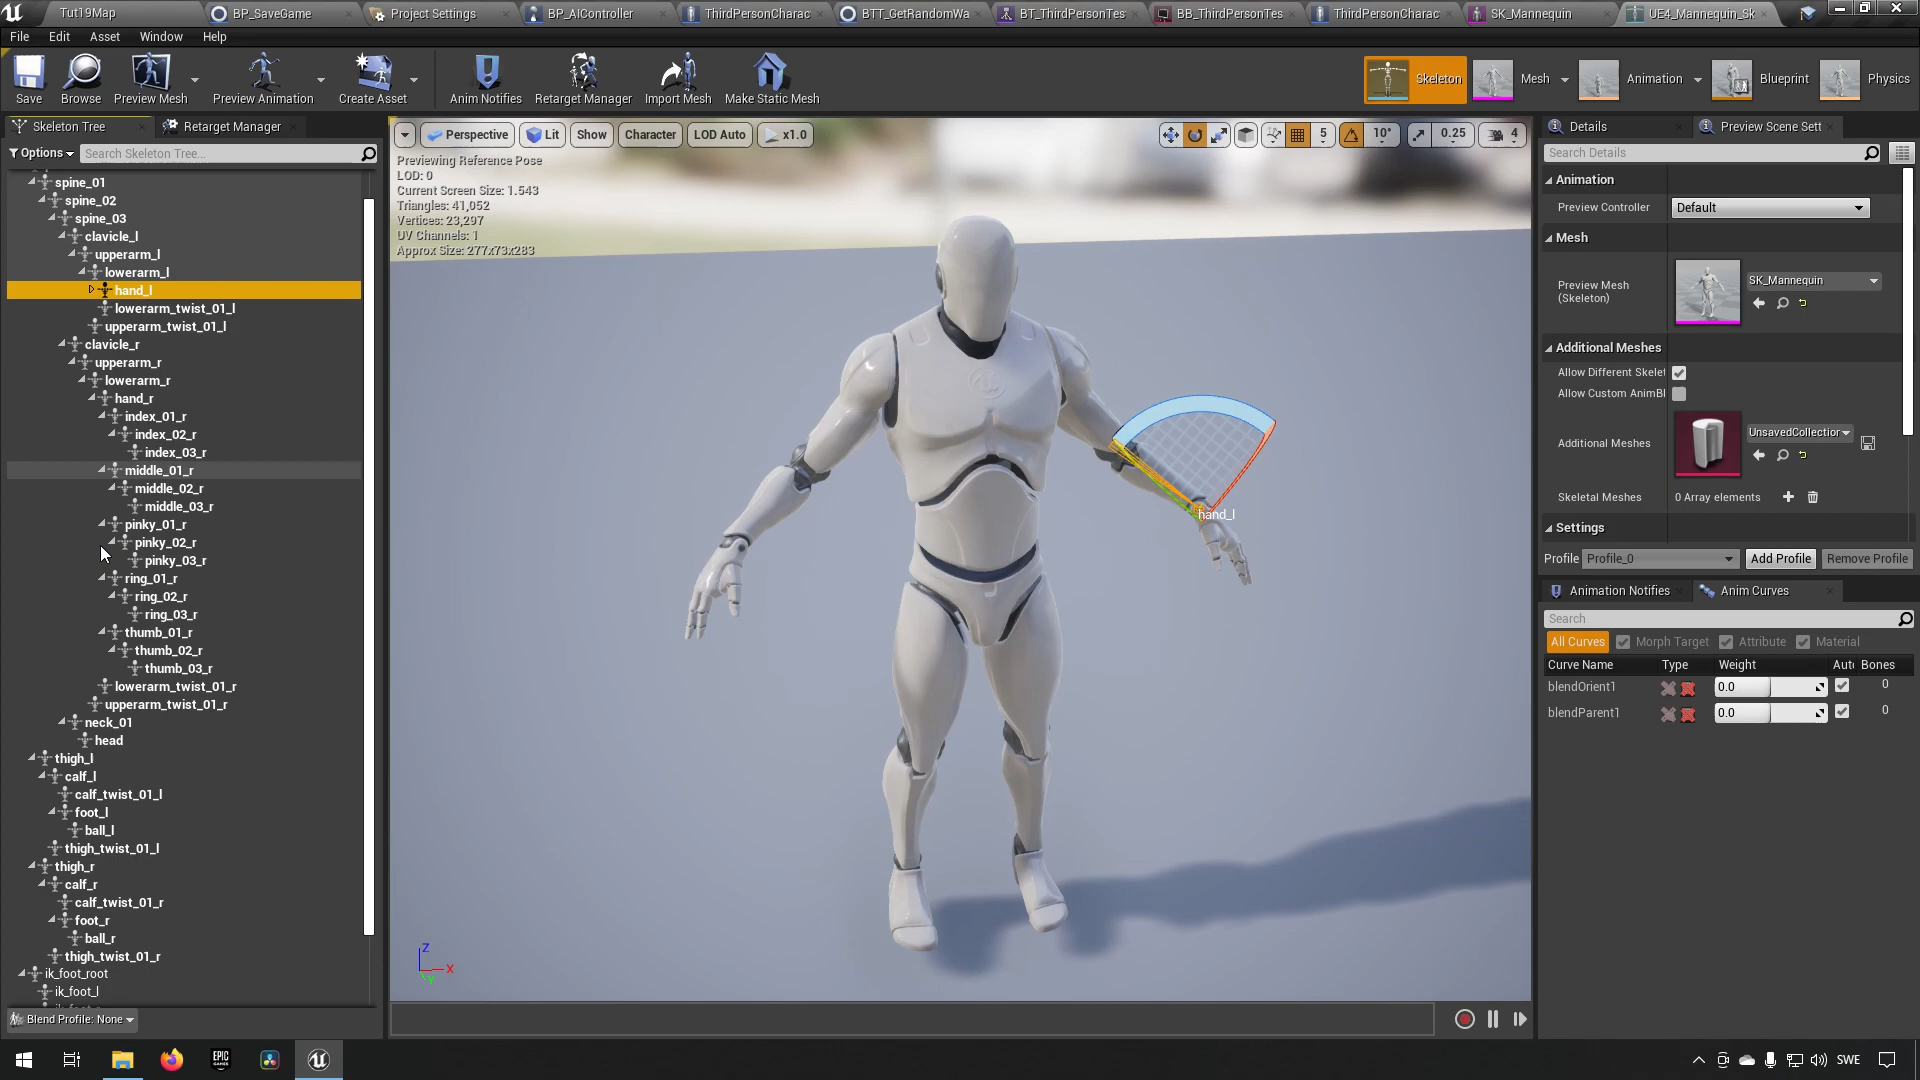 Tut19Map
BP_SaveGame
Project Settings
BP_AIController
ThirdPersonCharac
BTT_GetRandomWa
BT_ThirdPersonTes
BB_ThirdPersonTes
ThirdPersonCharac
SK_Mannequin
UE4_Mannequin_Sk
File Edit Asset Window Help
Save
Browse
Preview Mesh
Preview Animation
Create Asset
Anim Notifies
Retarget Manager
Import Mesh
Make Static Mesh
Skeleton
Mesh
Animation
Blueprint
Physics
Skeleton Tree
Retarget Manager
Options
Search Skeleton Tree...
spine_01
spine_02
spine_03
clavicle_l
upperarm_l
lowerarm_l
hand_l
lowerarm_twist_01_l
upperarm_twist_01_l
clavicle_r
upperarm_r
lowerarm_r
hand_r
index_01_r
index_02_r
index_03_r
middle_01_r
middle_02_r
middle_03_r
pinky_01_r
pinky_02_r
pinky_03_r
ring_01_r
ring_02_r
ring_03_r
thumb_01_r
thumb_02_r
thumb_03_r
lowerarm_twist_01_r
upperarm_twist_01_r
neck_01
head
thigh_l
calf_l
calf_twist_01_l
foot_l
ball_l
thigh_twist_01_l
thigh_r
calf_r
calf_twist_01_r
foot_r
ball_r
thigh_twist_01_r
ik_foot_root
ik_foot_l
Blend Profile: None
Perspective
Lit
Show
Character
LOD Auto
x1.0
5
10°
0.25
4
Previewing Reference Pose
LOD: 0
Current Screen Size: 1.543
Triangles: 41,052
Vertices: 23,297
UV Channels: 1
Approx Size: 277x73x283
hand_l
Z
X
Y
Details
Preview Scene Sett
Search Details
Animation
Preview Controller
Default
Mesh
Preview Mesh
(Skeleton)
SK_Mannequin
Additional Meshes
Allow Different Skelet
Allow Custom AnimBl
Additional Meshes
UnsavedCollection
Skeletal Meshes
0 Array elements
Settings
Profile
Profile_0
Add Profile
Remove Profile
Animation Notifies
Anim Curves
Search
All Curves
Morph Target
Attribute
Material
Curve Name Type Weight Aut Bones
blendOrient1 0.0 0
blendParent1 0.0 0
EPIC
GAMES
SWE